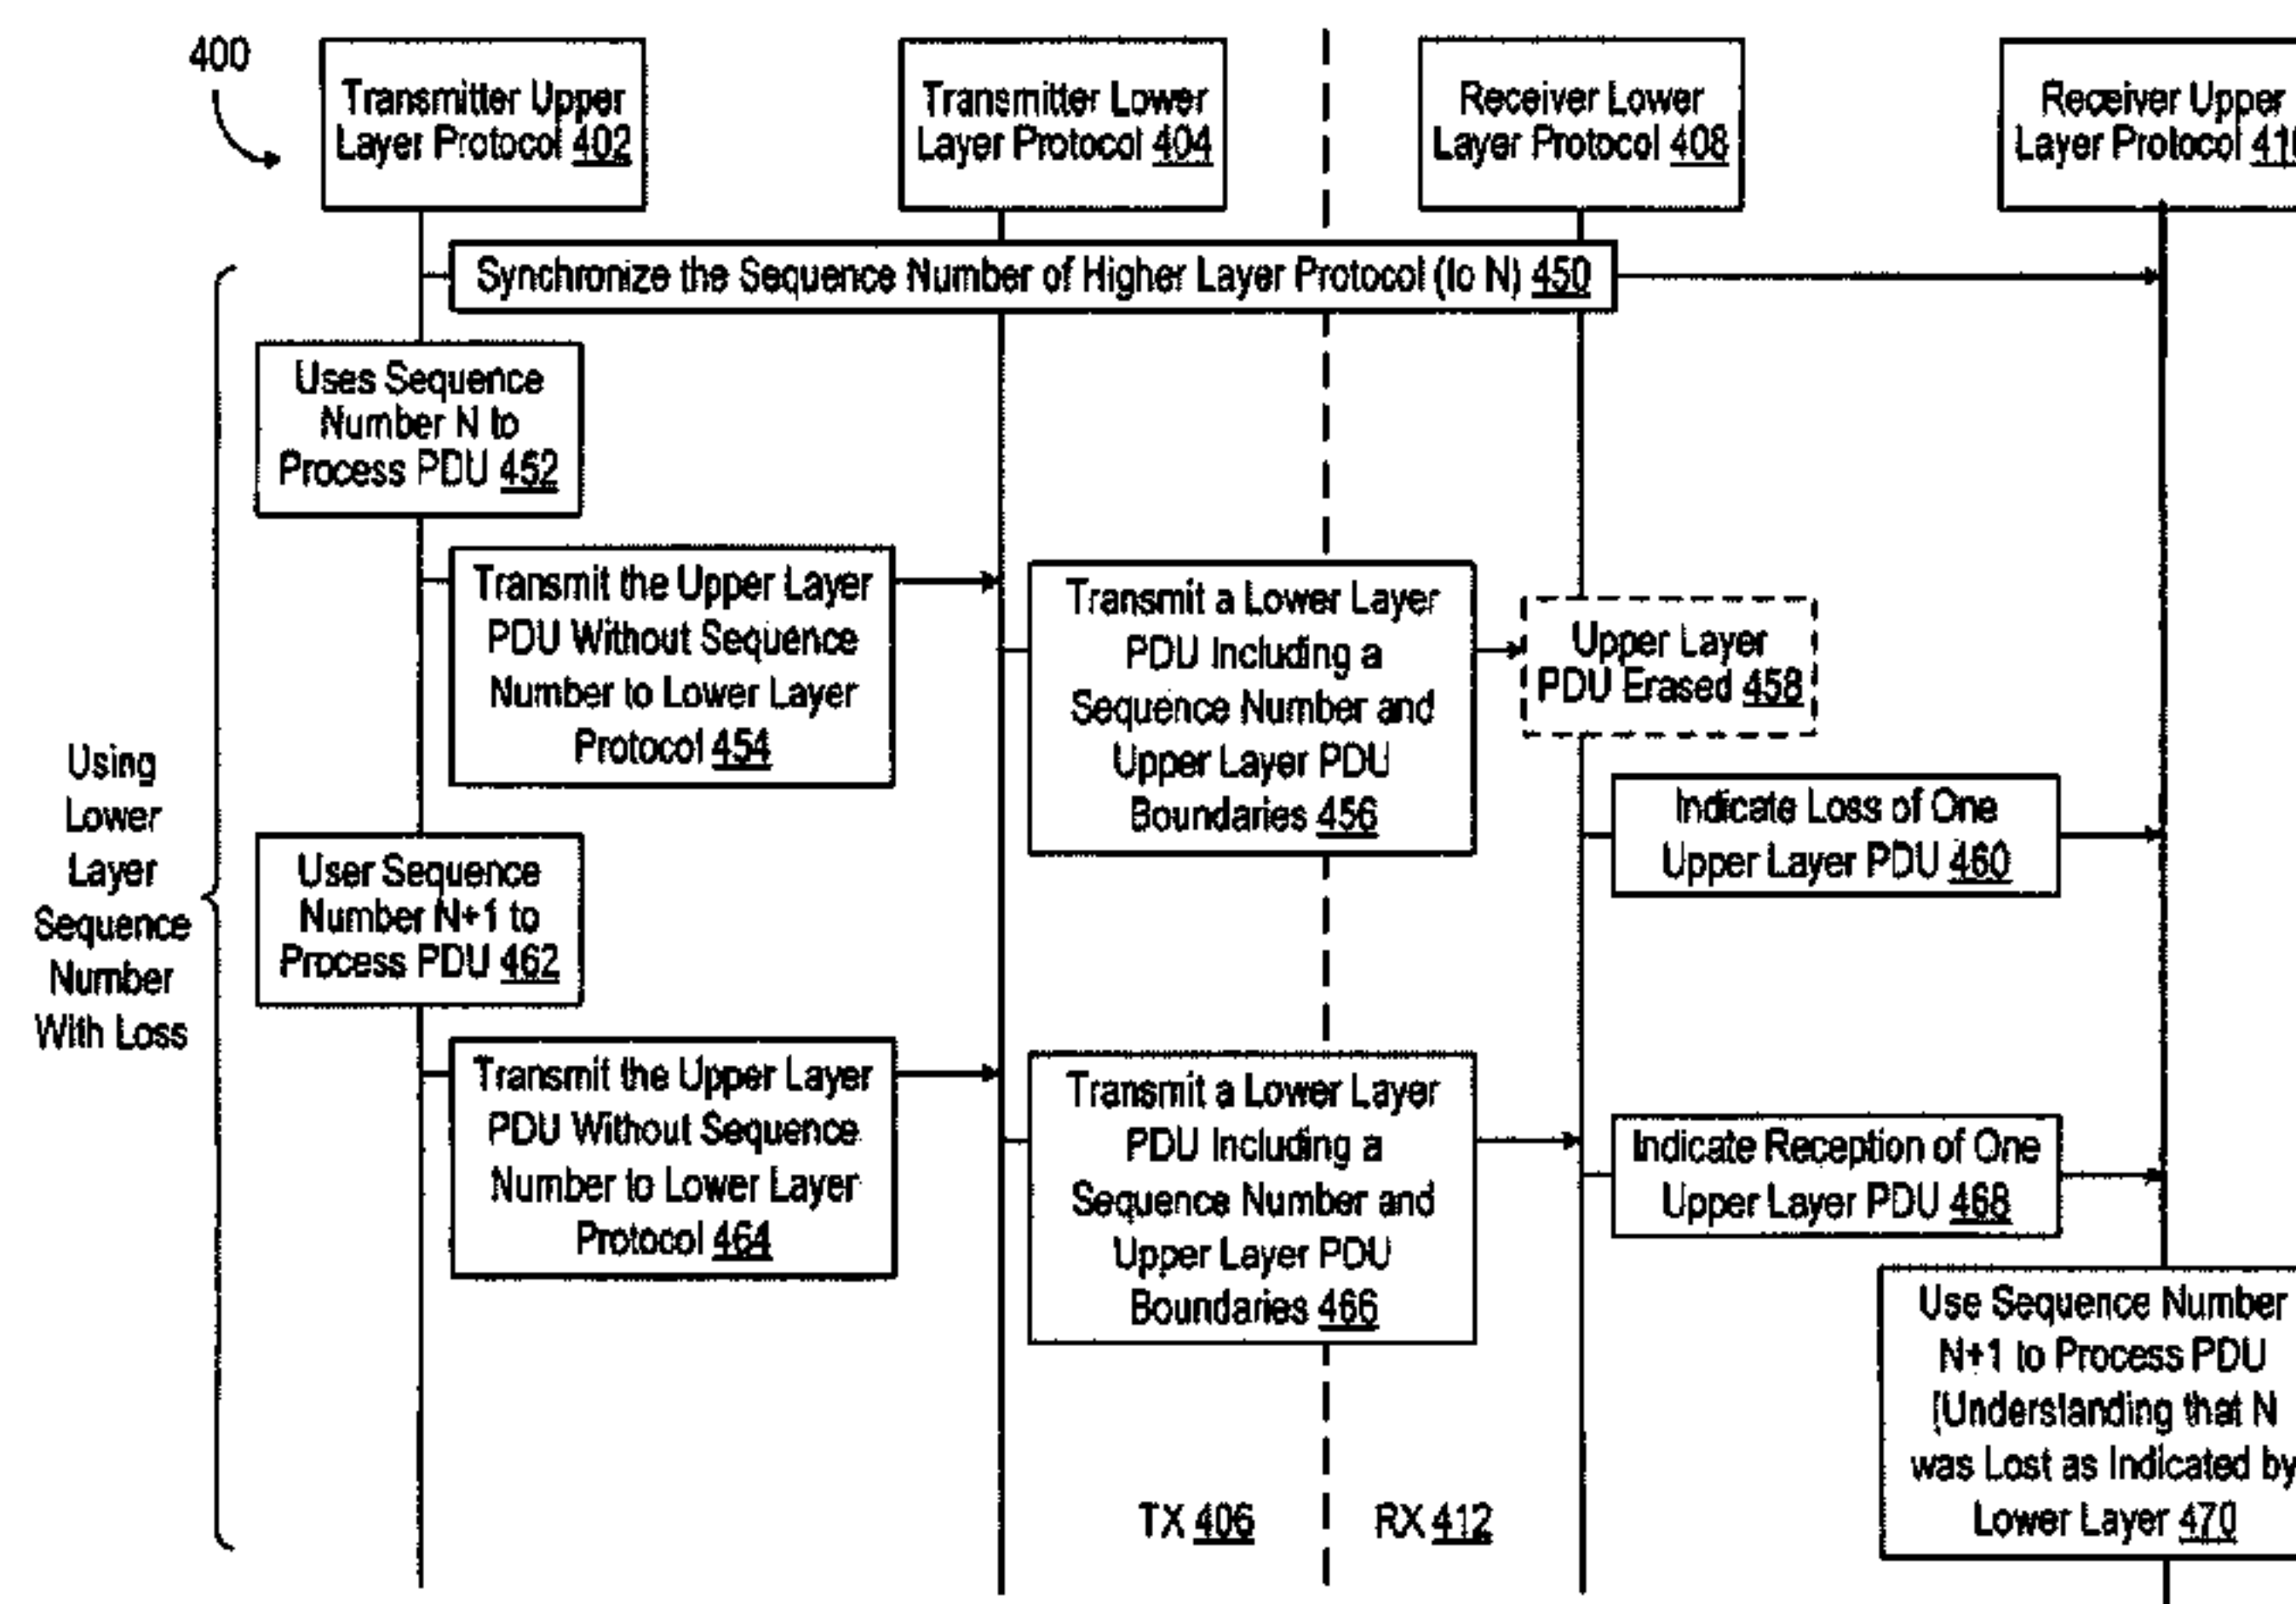 400
Transmitter Upper
Layer Protocol 402
Transmitter Lower
Layer Protocol 404
Receiver Lower
Layer Protocol 408
Receiver Upper
Layer Protocol
Synchronize the Sequence Number of Higher Layer Protocol (to N) 450
Uses Sequence
Number N to
Process PDU 452
Transmit the Upper Layer
PDU Without Sequence
Number to Lower Layer
Protocol 454
Transmit a Lower Layer
PDU Including a
Sequence Number and
Upper Layer PDU
Boundaries 456
Upper Layer
PDU Erased 458
Indicate Loss of One
Upper Layer PDU 460
Using
Lower
Layer
Sequence
Number
With Loss
User Sequence
Number N+1 to
Process PDU 462
Transmit the Upper Layer
PDU Without Sequence
Number to Lower Layer
Protocol 464
Transmit a Lower Layer
PDU Including a
Sequence Number and
Upper Layer PDU
Boundaries 466
Indicate Reception of One
Upper Layer PDU 468
Use Sequence Number
N+1 to Process PDU
(Understanding that N
was Lost as Indicated by
Lower Layer 470
TX 406
RX 412